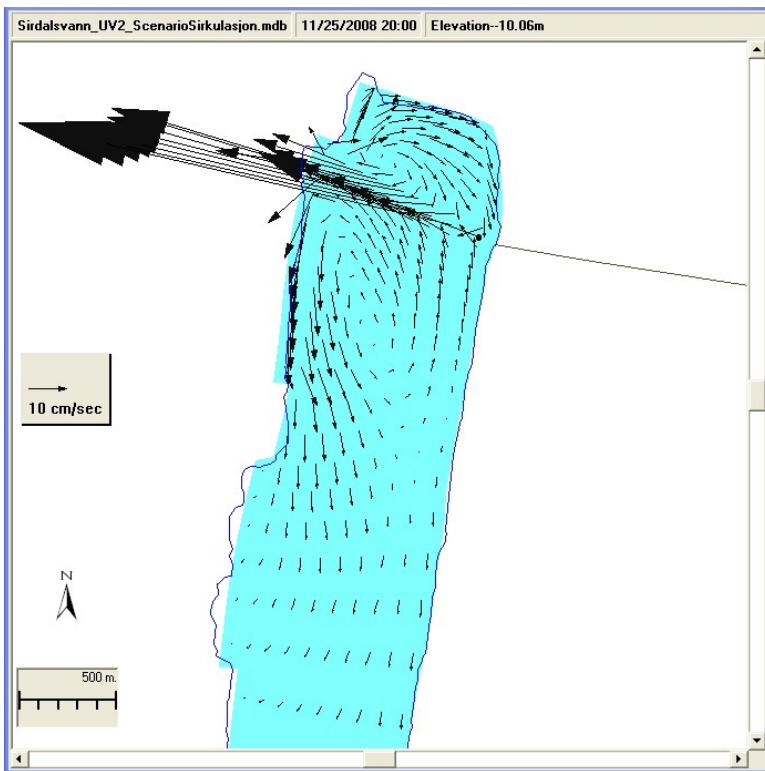 Sirdalsvann_UV2_ScenarioSirkulasjon.mdb 11/25/2008 20:00 Elevation--10.06m
10 cm/sec
N
500 m.